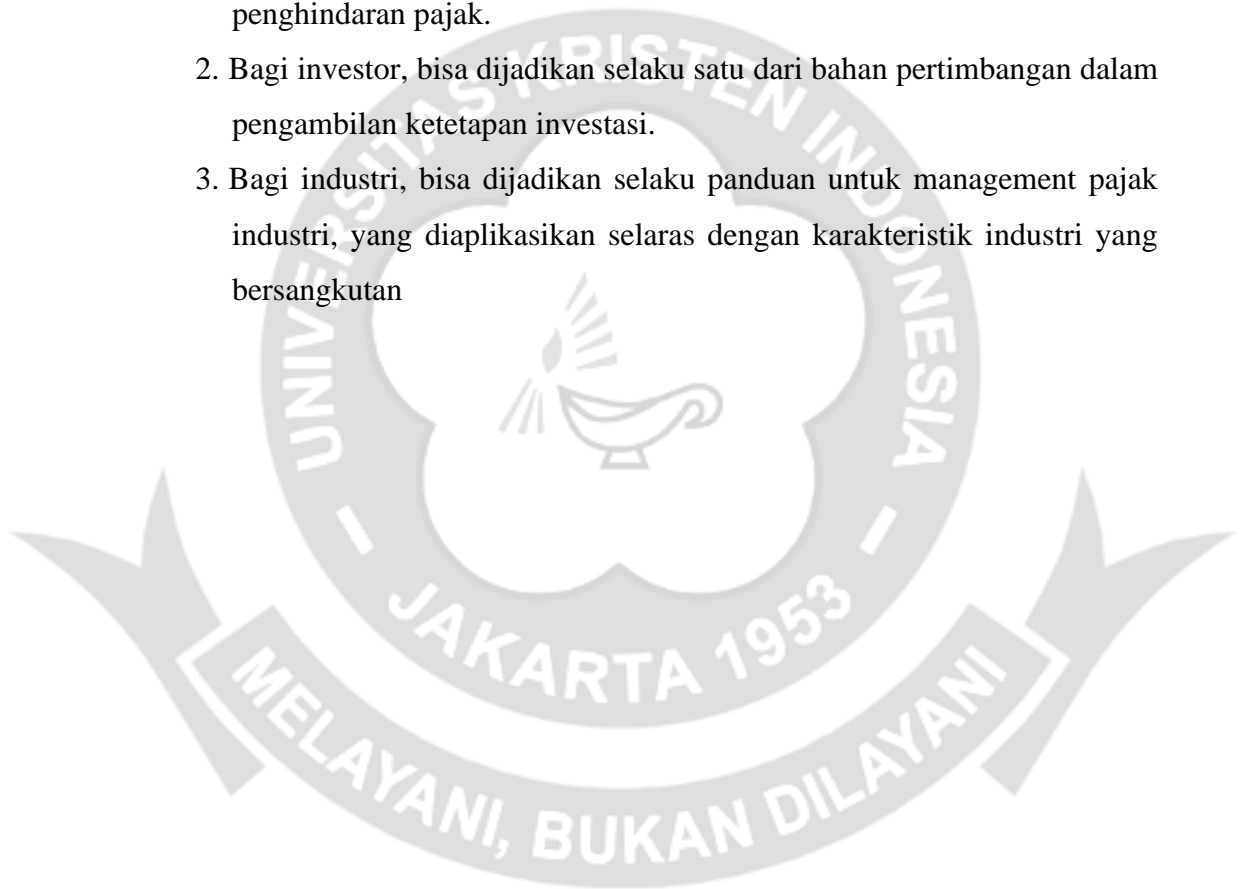 penghindaran pajak.
2. Bagi investor, bisa dijadikan selaku satu dari bahan pertimbangan dalam
pengambilan ketetapan investasi.
3. Bagi industri, bisa dijadikan selaku panduan untuk management pajak
industri, yang diaplikasikan selaras dengan karakteristik industri yang
bersangkutan
UNIVERSITAS KRISTEN INDONESIA
- JAKARTA 1953 -
MELAYANI, BUKAN DILAYANI